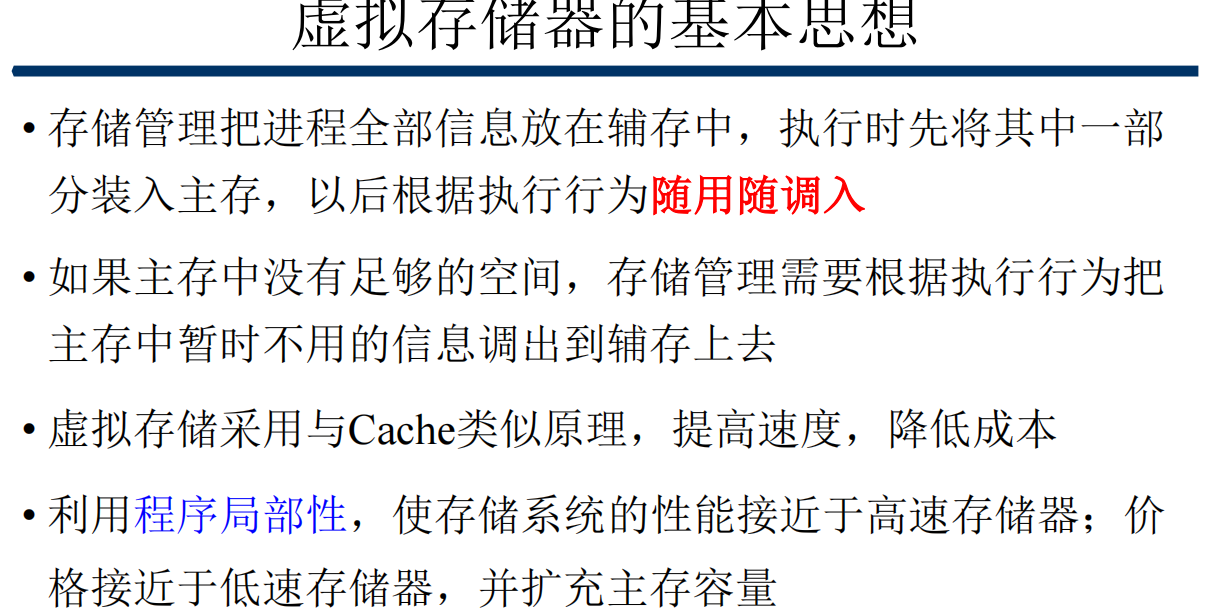 虚拟存储器的基本思想
• 存储管理把进程全部信息放在辅存中，执行时先将其中一部
分装入主存，以后根据执行行为随用随调入
• 如果主存中没有足够的空间，存储管理需要根据执行行为把
主存中暂时不用的信息调出到辅存上去
• 虚拟存储采用与Cache类似原理，提高速度，降低成本
• 利用程序局部性，使存储系统的性能接近于高速存储器；价
格接近于低速存储器，并扩充主存容量